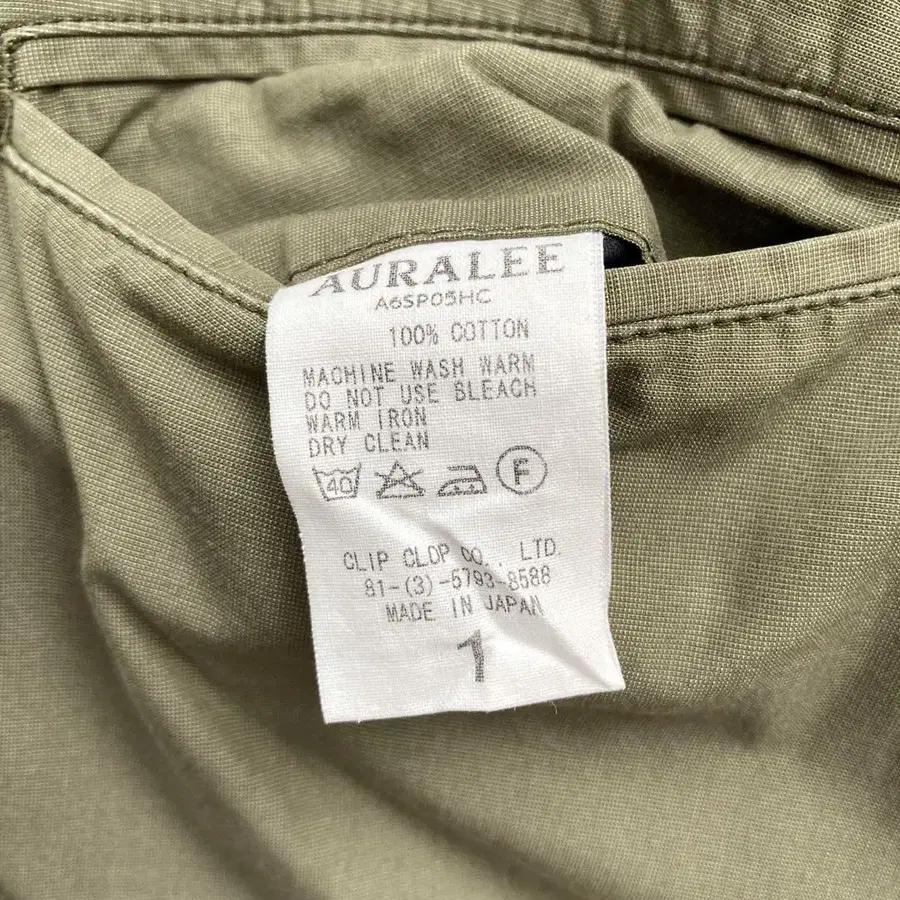 AURALEE
A6SP05HC
100% COTTON
MACHINE WASH WARM
DO NOT USE BLEACH
WARM IRON
DRY CLEAN
40 F
CLIP CLOP CO., LTD.
81-(3)-5793-8588
MADE IN JAPAN
1